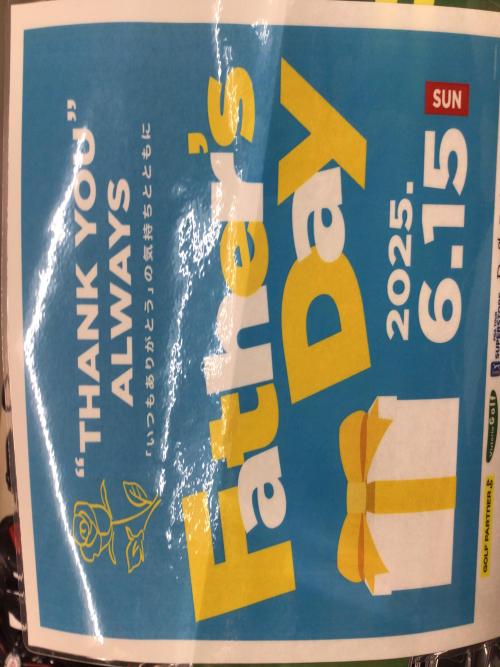 “THANK YOU”
ALWAYS
「いつもありがとう」の気持ちとともに
Father's
Day
2025.
6.15 SUN
GOLF PARTNER
Golf